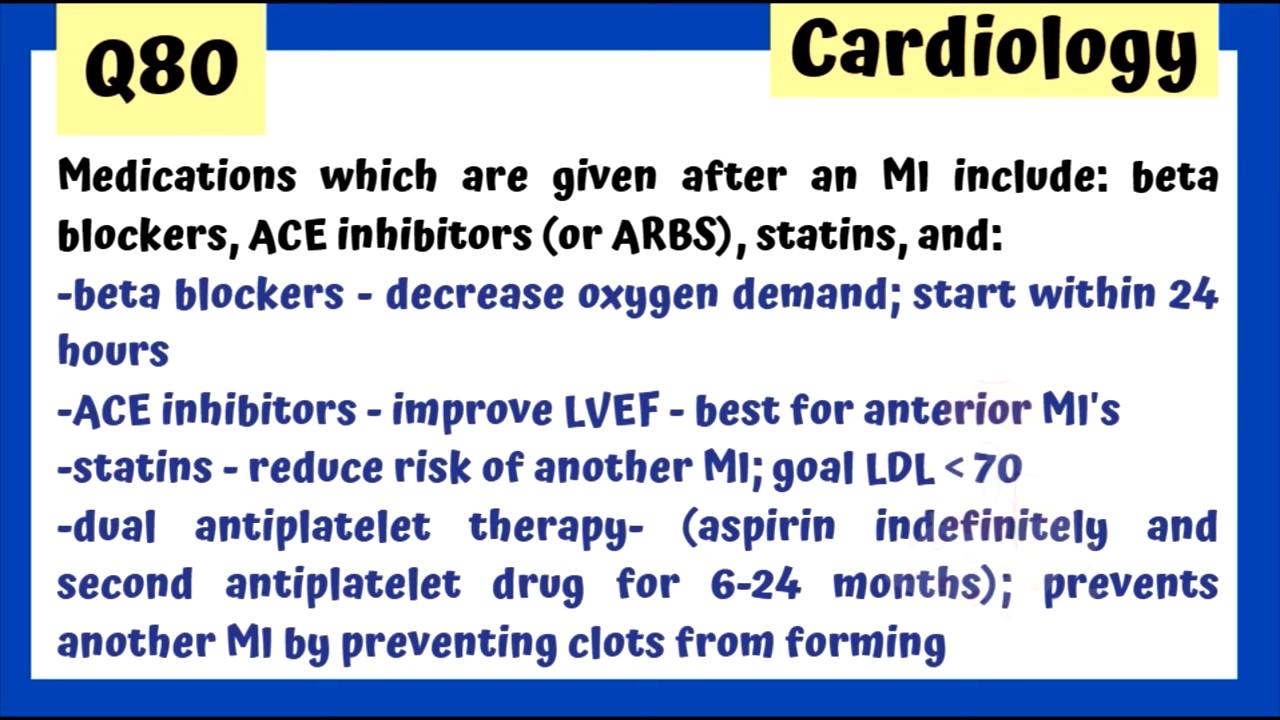 Q80
Cardiology
Medications which are given after an MI include: beta
blockers, ACE inhibitors (or ARBS), statins, and:
-beta blockers - decrease oxygen demand; start within 24
hours
-ACE inhibitors - improve LVEF - best for anterior MI's
-statins - reduce risk of another MI; goal LDL < 70
-dual antiplatelet therapy- (aspirin indefinitely and
second antiplatelet drug for 6-24 months); prevents
another MI by preventing clots from forming